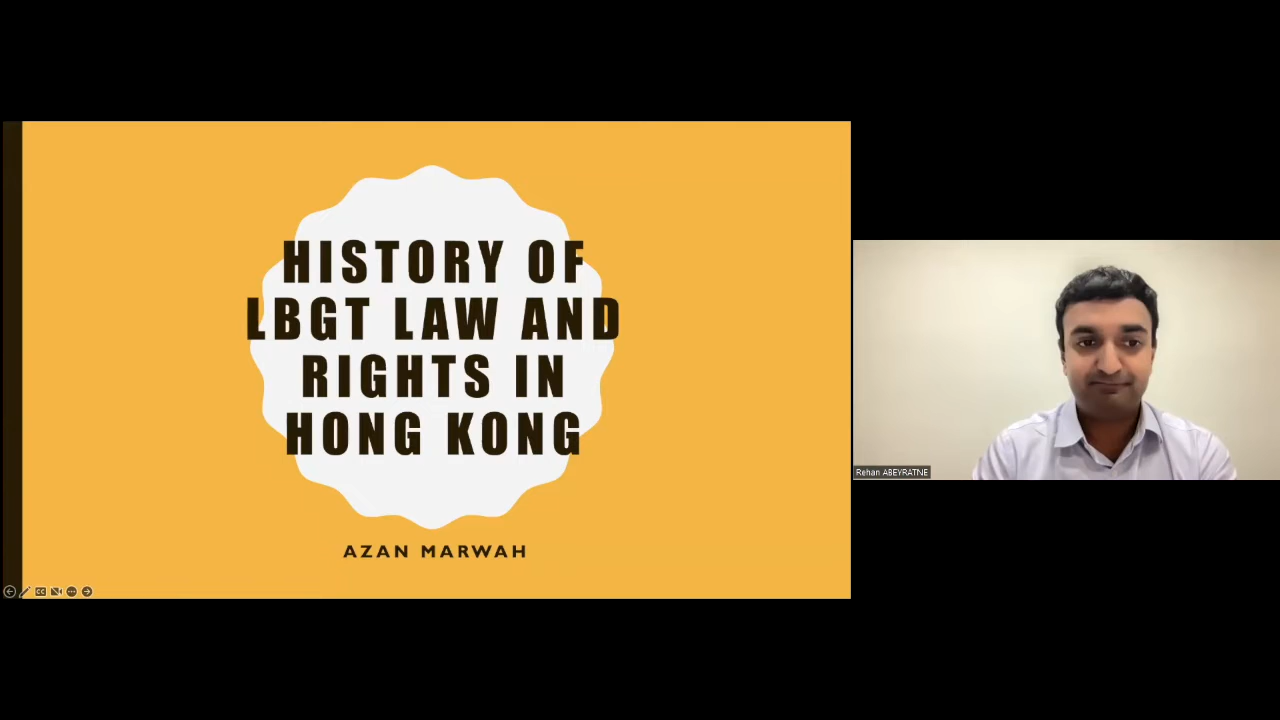 HISTORY OF
LBGT LAW AND
RIGHTS IN
HONG KONG
AZAN MARWAH
Rehan ABEYRATNE